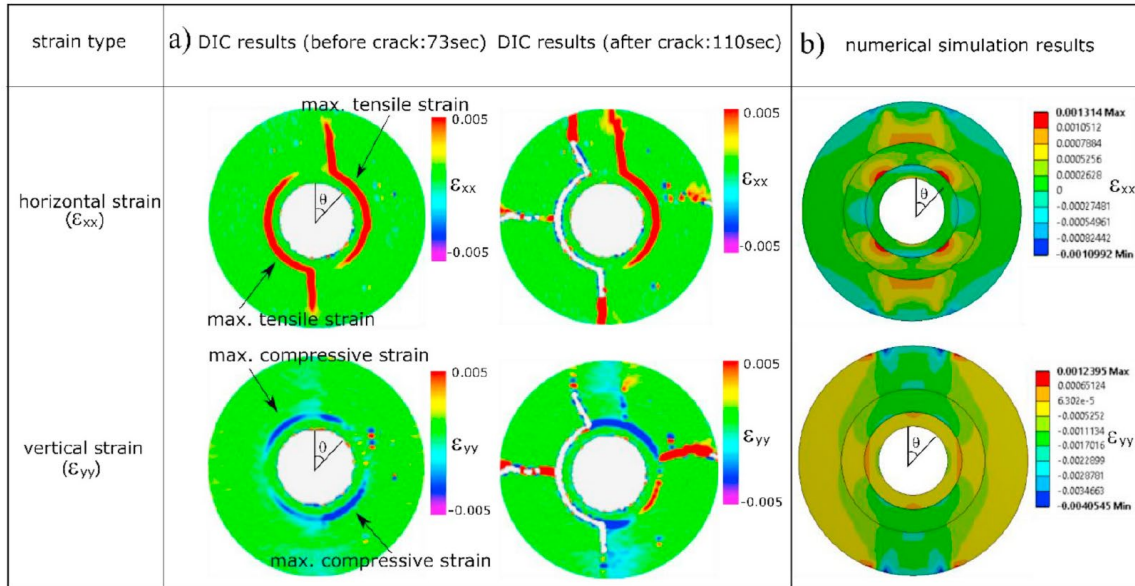 strain type
a) DIC results (before crack:73sec)
DIC results (after crack:110sec)
b) numerical simulation results
horizontal strain
(εxx)
max. tensile strain
θ
max. tensile strain
0.005
εxx
-0.005
0.005
εxx
-0.005
θ
0.001314 Max
0.0010512
0.0007884
0.0005256
0.0002628
0
-0.00027481
-0.00054961
-0.00082442
-0.0010992 Min
εxx
vertical strain
(εyy)
max. compressive strain
θ
max. compressive strain
0.005
εyy
-0.005
θ
0.005
εyy
-0.005
θ
0.0012395 Max
0.00065124
6.302e-5
-0.0005252
-0.0011134
-0.0017016
-0.0022899
-0.0028781
-0.0034663
-0.0040545 Min
εyy